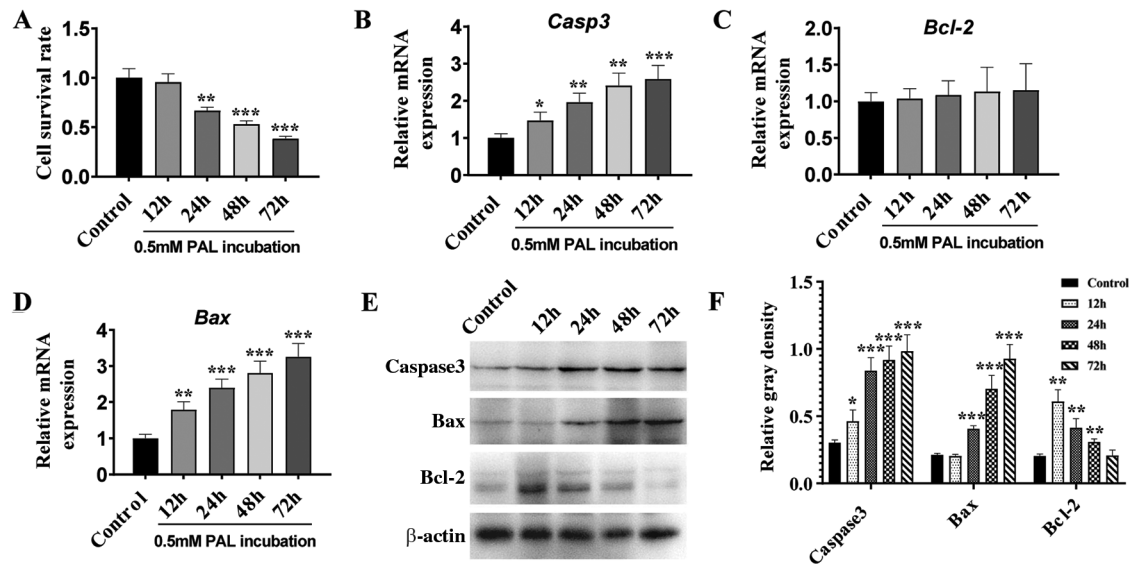 A
Cell survival rate
1.5
1.0
0.5
0.0
** *** ***
Control 12h 24h 48h 72h
0.5mM PAL incubation
B
Casp3
Relative mRNA
expression
4
3
2
1
0
* ** ** ***
Control 12h 24h 48h 72h
0.5mM PAL incubation
C
Bcl-2
Relative mRNA
expression
2.0
1.5
1.0
0.5
0.0
Control 12h 24h 48h 72h
0.5mM PAL incubation
D
Bax
Relative mRNA
expression
4
3
2
1
0
** *** *** ***
Control 12h 24h 48h 72h
0.5mM PAL incubation
E
Control 12h 24h 48h 72h
Caspase3
Bax
Bcl-2
β-actin
F
Relative gray density
1.5
1.0
0.5
0.0
Control
12h
24h
48h
72h
* *** *** ***
*** *** ***
** ** **
Caspase3 Bax Bcl-2